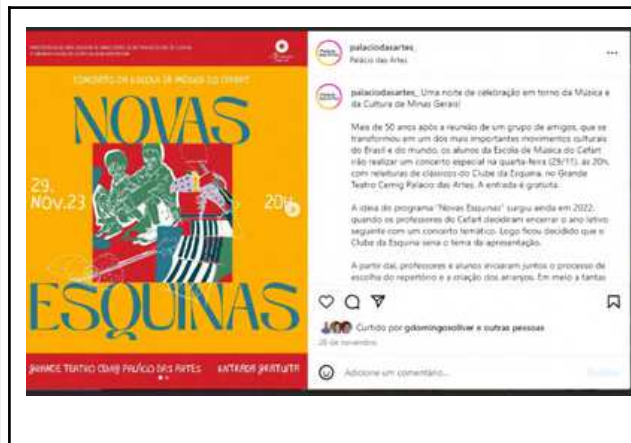 CONCERTO DA ESCOLA DE MÚSICA DO CEFART
NOVAS
29.
NOV.23
20H
ESQUINAS
GRANDE TEATRO CEMIG PALÁCIO DAS ARTES ENTRADA GRATUITA
palaciodasartes_
Palácio das Artes
palaciodasartes_ Uma noite de celebração em torno da Música e
da Cultura de Minas Gerais!
Mais de 50 anos após a reunião de um grupo de amigos, que se
transformou em um dos mais importantes movimentos culturais
do Brasil e do mundo, os alunos da Escola de Música do Cefart
irão realizar um concerto especial na quarta-feira (29/11), às 20h,
com releituras de clássicos do Clube da Esquina, no Grande
Teatro Cemig Palácio das Artes. A entrada é gratuita.
A ideia do programa "Novas Esquinas" surgiu ainda em 2022,
quando os professores do Cefart decidiram encerrar o ano letivo
seguinte com um concerto temático. Logo ficou decidido que o
Clube da Esquina seria o tema da apresentação.
A partir daí, professores e alunos iniciaram juntos o processo de
escolha do repertório e a criação dos arranjos. Em meio a tantas
Curtido por gdomingosoliver e outras pessoas
28 de novembro
Adicione um comentário...